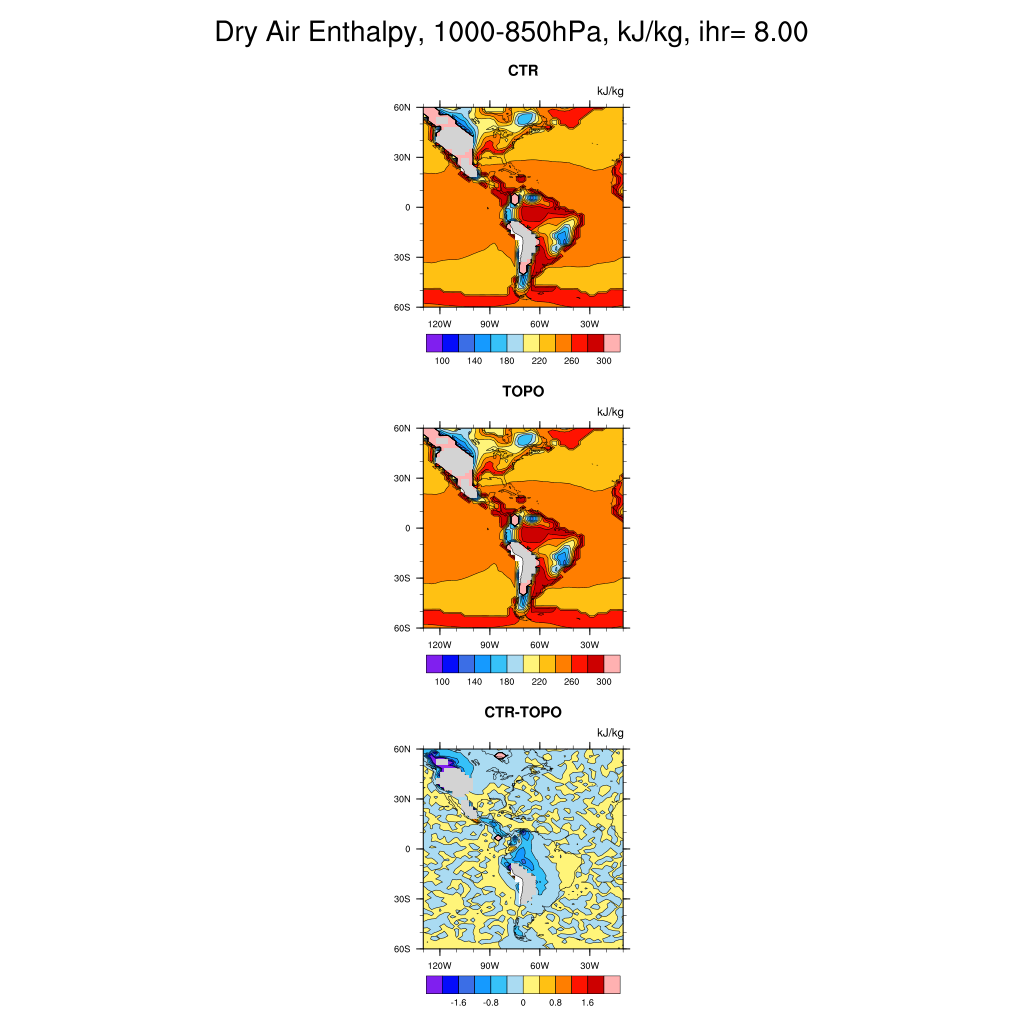 Dry Air Enthalpy, 1000-850hPa, kJ/kg, ihr= 8.00
CTR
kJ/kg
60N
30N
0
30S
60S
120W 90W 60W 30W
100 140 180 220 260 300
TOPO
kJ/kg
60N
30N
0
30S
60S
120W 90W 60W 30W
100 140 180 220 260 300
CTR-TOPO
kJ/kg
60N
30N
0
30S
60S
120W 90W 60W 30W
-1.6 -0.8 0 0.8 1.6